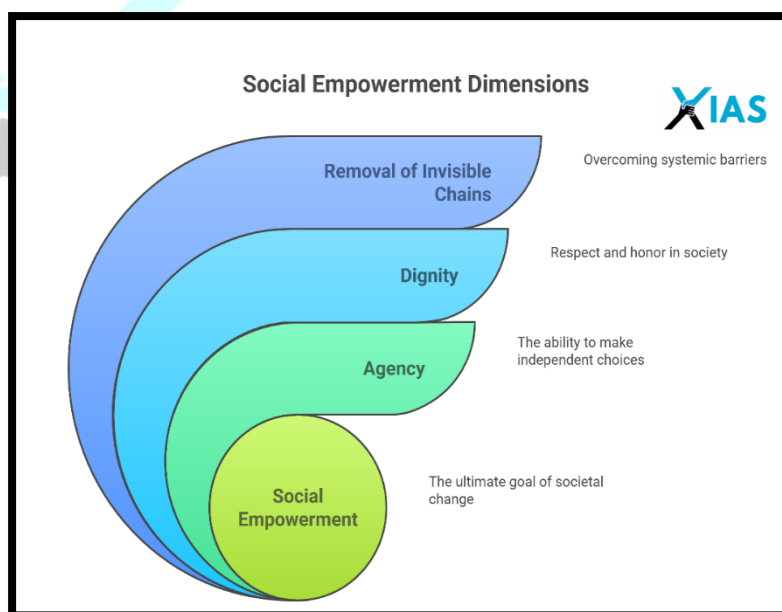 Social Empowerment Dimensions
XIAS
Removal of Invisible
Chains
Overcoming systemic barriers
Dignity
Respect and honor in society
Agency
The ability to make
independent choices
Social
Empowerment
The ultimate goal of societal
change